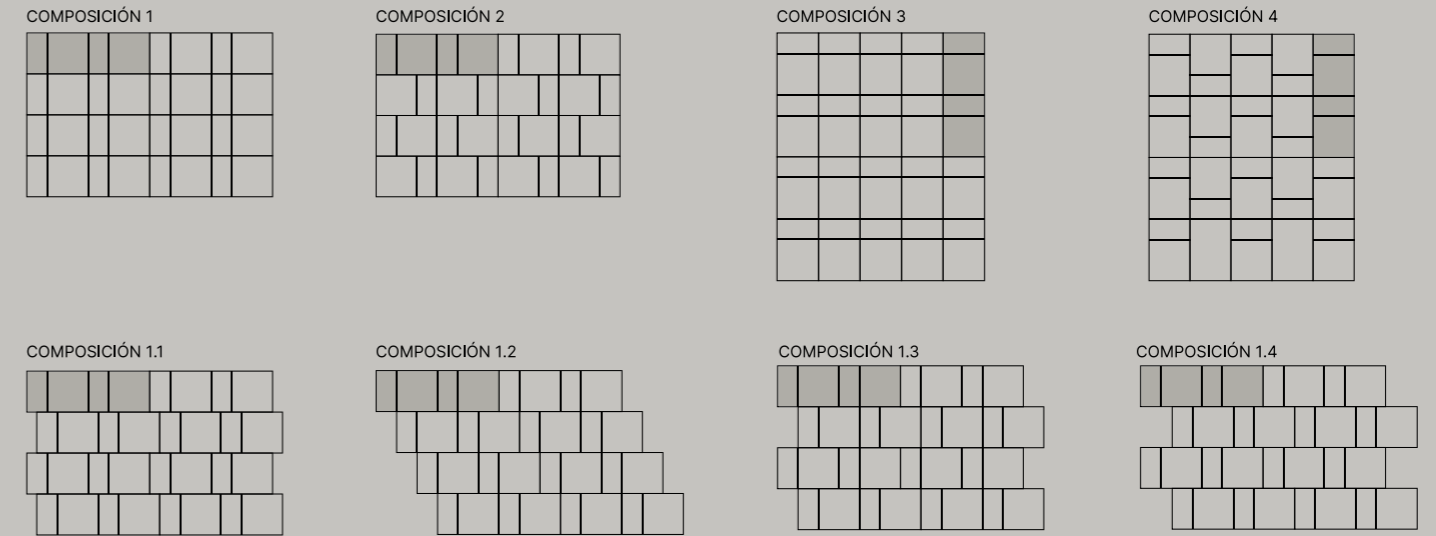 COMPOSICIÓN 1
COMPOSICIÓN 2
COMPOSICIÓN 3
COMPOSICIÓN 4
COMPOSICIÓN 1.1
COMPOSICIÓN 1.2
COMPOSICIÓN 1.3
COMPOSICIÓN 1.4